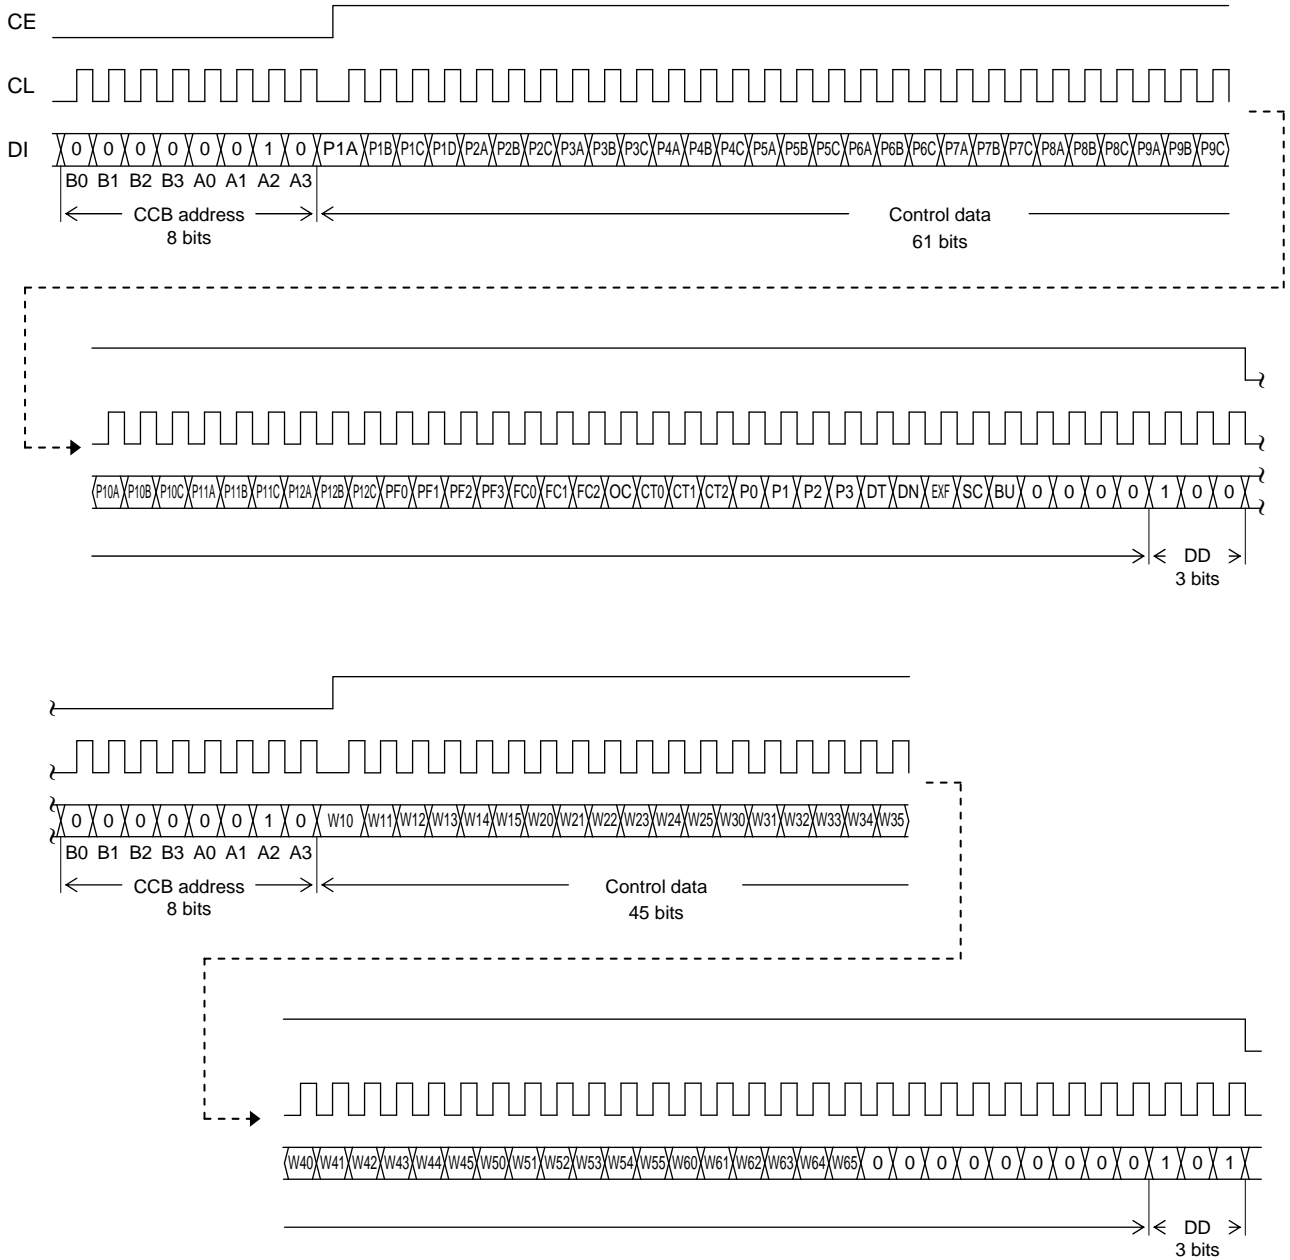 CE
CL
DI 0 0 0 0 0 0 1 0 P1A P1B P1C P1D P2A P2B P2C P3A P3B P3C P4A P4B P4C P5A P5B P5C P6A P6B P6C P7A P7B P7C P8A P8B P8C P9A P9B P9C
B0 B1 B2 B3 A0 A1 A2 A3
CCB address Control data
8 bits 61 bits
P10A P10B P10C P11A P11B P11C P12A P12B P12C PF0 PF1 PF2 PF3 FC0 FC1 FC2 OC CT0 CT1 CT2 P0 P1 P2 P3 DT DN EXF SC BU 0 0 0 0 1 0 0
DD
3 bits
0 0 0 0 0 0 1 0 W10 W11 W12 W13 W14 W15 W20 W21 W22 W23 W24 W25 W30 W31 W32 W33 W34 W35
B0 B1 B2 B3 A0 A1 A2 A3
CCB address Control data
8 bits 45 bits
W40 W41 W42 W43 W44 W45 W50 W51 W52 W53 W54 W55 W60 W61 W62 W63 W64 W65 0 0 0 0 0 0 0 0 0 1 0 1
DD
3 bits